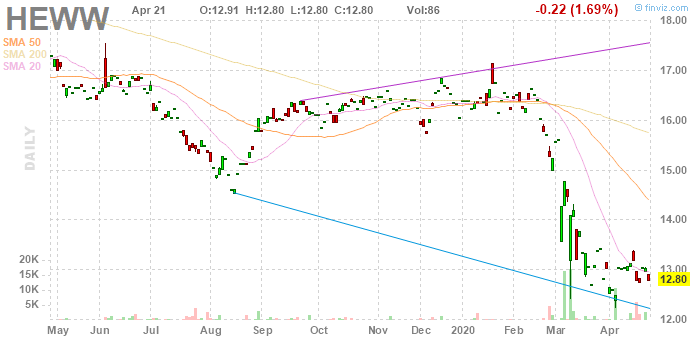 HEWW Apr 21 O:12.91 H:12.80 L:12.80 C:12.80 Vol:86 -0.22 (1.69%) © finviz.com
SMA 50
SMA 200
SMA 20
DAILY
18.00
17.00
16.00
15.00
14.00
13.00
12.80
12.00
20K
15K
10K
5K
May Jun Jul Aug Sep Oct Nov Dec 2020 Feb Mar Apr